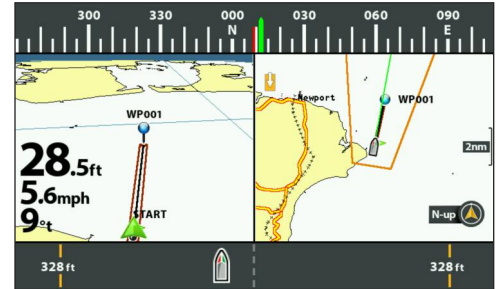 300 330 000 030 060 090
N E
WP001
START
28.5ft
5.6mph
9°t
Newport
WP001
2nm
N-up
328 ft 328 ft